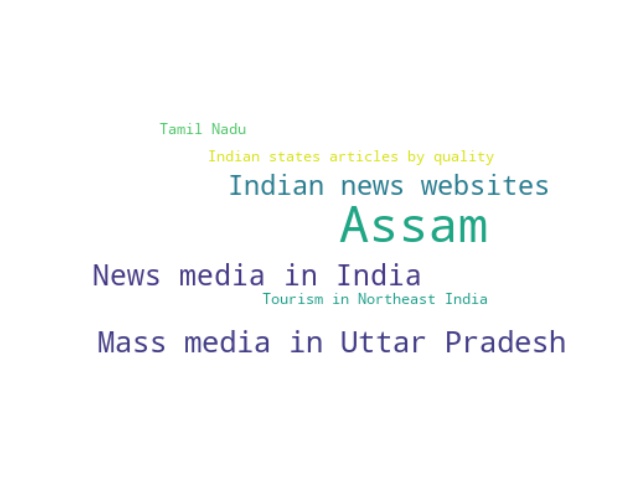 Tamil Nadu
Indian states articles by quality
Indian news websites
Assam
News media in India
Tourism in Northeast India
Mass media in Uttar Pradesh